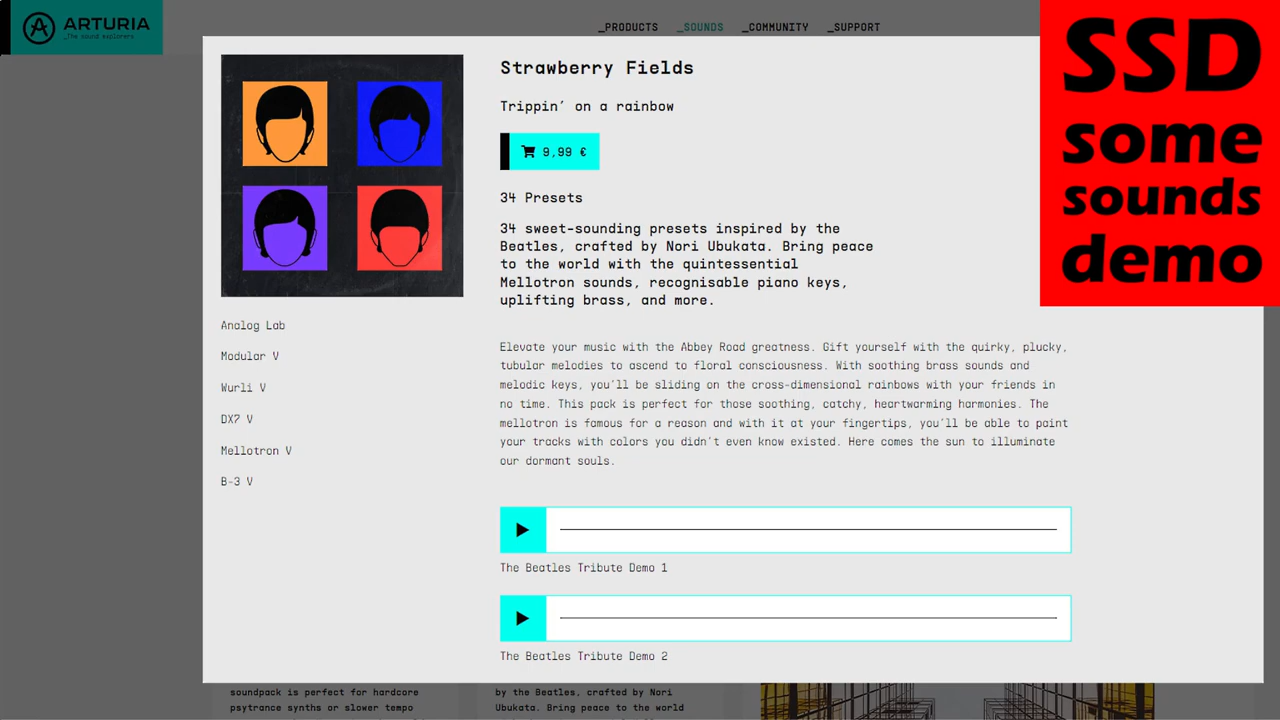 ARTURIA
_The sound explorers
_PRODUCTS
_SOUNDS
_COMMUNITY
_SUPPORT
SSD
some
sounds
demo
Strawberry Fields
Trippin' on a rainbow
9,99 €
34 Presets
34 sweet-sounding presets inspired by the
Beatles, crafted by Nori Ubukata. Bring peace
to the world with the quintessential
Mellotron sounds, recognisable piano keys,
uplifting brass, and more.
Analog Lab
Modular V
Wurli V
DX7 V
Mellotron V
B-3 V
Elevate your music with the Abbey Road greatness. Gift yourself with the quirky, plucky,
tubular melodies to ascend to floral consciousness. With soothing brass sounds and
melodic keys, you'll be sliding on the cross-dimensional rainbows with your friends in
no time. This pack is perfect for those soothing, catchy, heartwarming harmonies. The
mellotron is famous for a reason and with it at your fingertips, you'll be able to paint
your tracks with colors you didn't even know existed. Here comes the sun to illuminate
our dormant souls.
The Beatles Tribute Demo 1
The Beatles Tribute Demo 2
soundpack is perfect for hardcore
psytrance synths or slower tempo
by the Beatles, crafted by Nori
Ubukata. Bring peace to the world